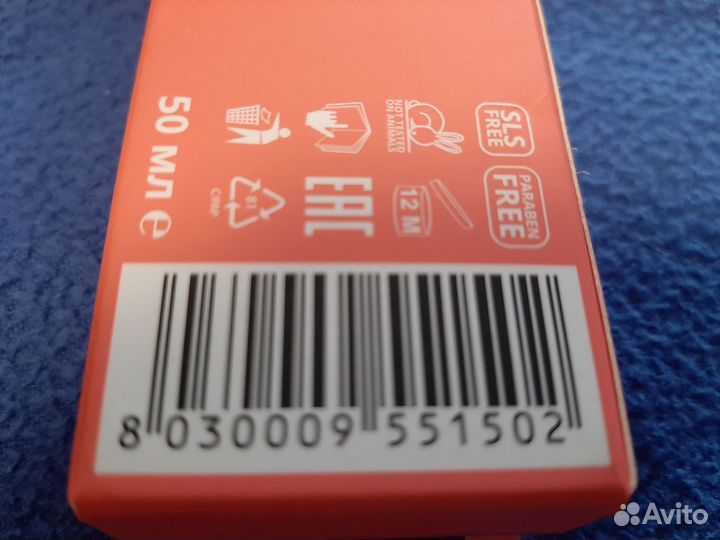 SLS
FREE
PARABEN
FREE
NOT TESTED
ON ANIMALS
12 M
EAC
81
C/PAP
50 МЛ e
8 030009 551502
Avito